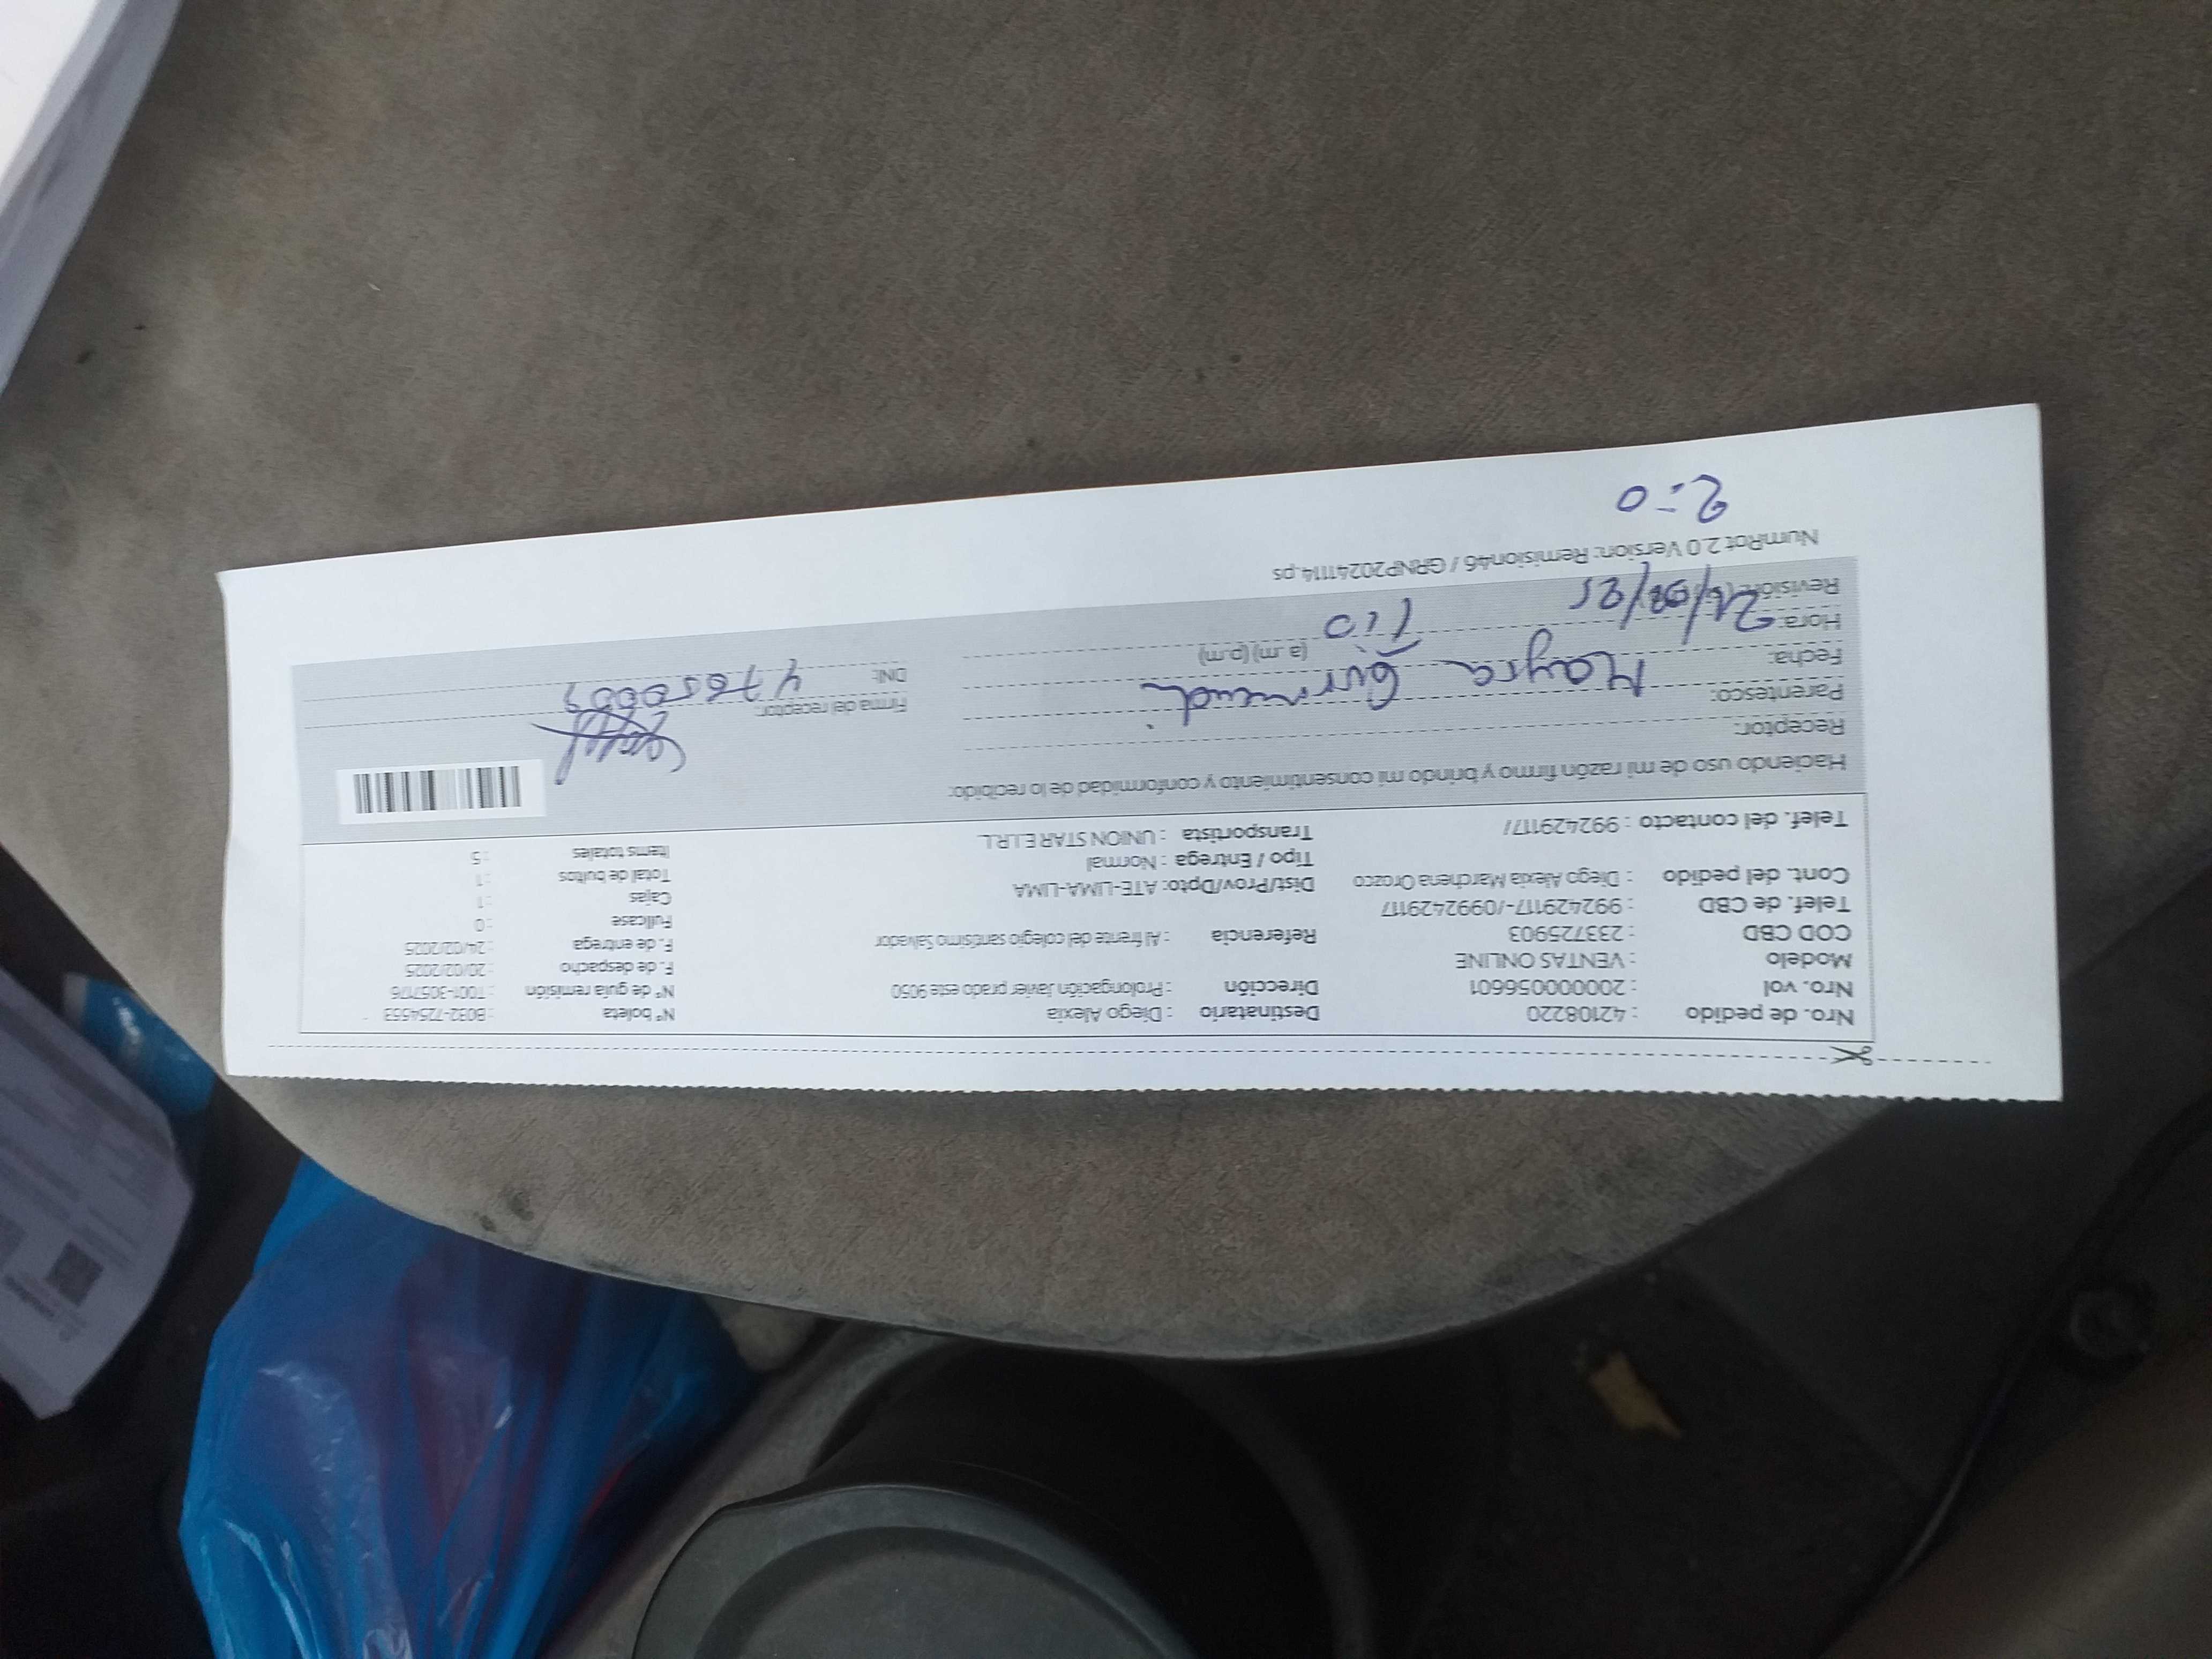 Nro. de pedido : 42108220 Destinatario : Diego Alexia N° boleta : B032-7254553
Nro. vol : 20000000056601 Dirección : Prolongación Javier prado este 9050 N° de guía remisión : T001-3057176
Modelo : VENTAS ONLINE F. de despacho : 20/02/2025
COD CBD : 233725903 Referencia : Al frente del colegio santísimo Salvador F. de entrega : 24/02/2025
Telef. de CBD : 992429117-/0992429117 Fullcase : 0
Cont. del pedido : Diego Alexia Marchena Orozco Dist/Prov/Dpto: ATE-LIMA-LIMA Cajas : 1
Tipo / Entrega : Normal Total de bultos : 1
Telef. del contacto : 992429117/ Transportista : UNION STAR E.I.R.L. Items totales : 5
Haciendo uso de mi razón firmo y brindo mi consentimiento y conformidad de lo recibido:
Receptor:
Parentesco: Mayra Firma del receptor:
Fecha: (a.m) (p.m) DNI: 47650009
Hora: 21/02/25 Tio
Revisión
NumRot 2.0 Version: Remision46 / GRNP20241114.ps
2:0